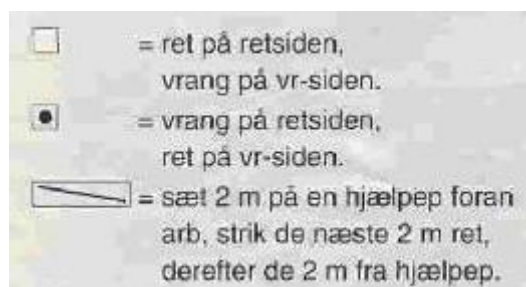 = ret på retsiden,
vrang på vr-siden.
= vrang på retsiden,
ret på vr-siden.
= sæt 2 m på en hjælpep foran
arb, strik de næste 2 m ret,
derefter de 2 m fra hjælpep.